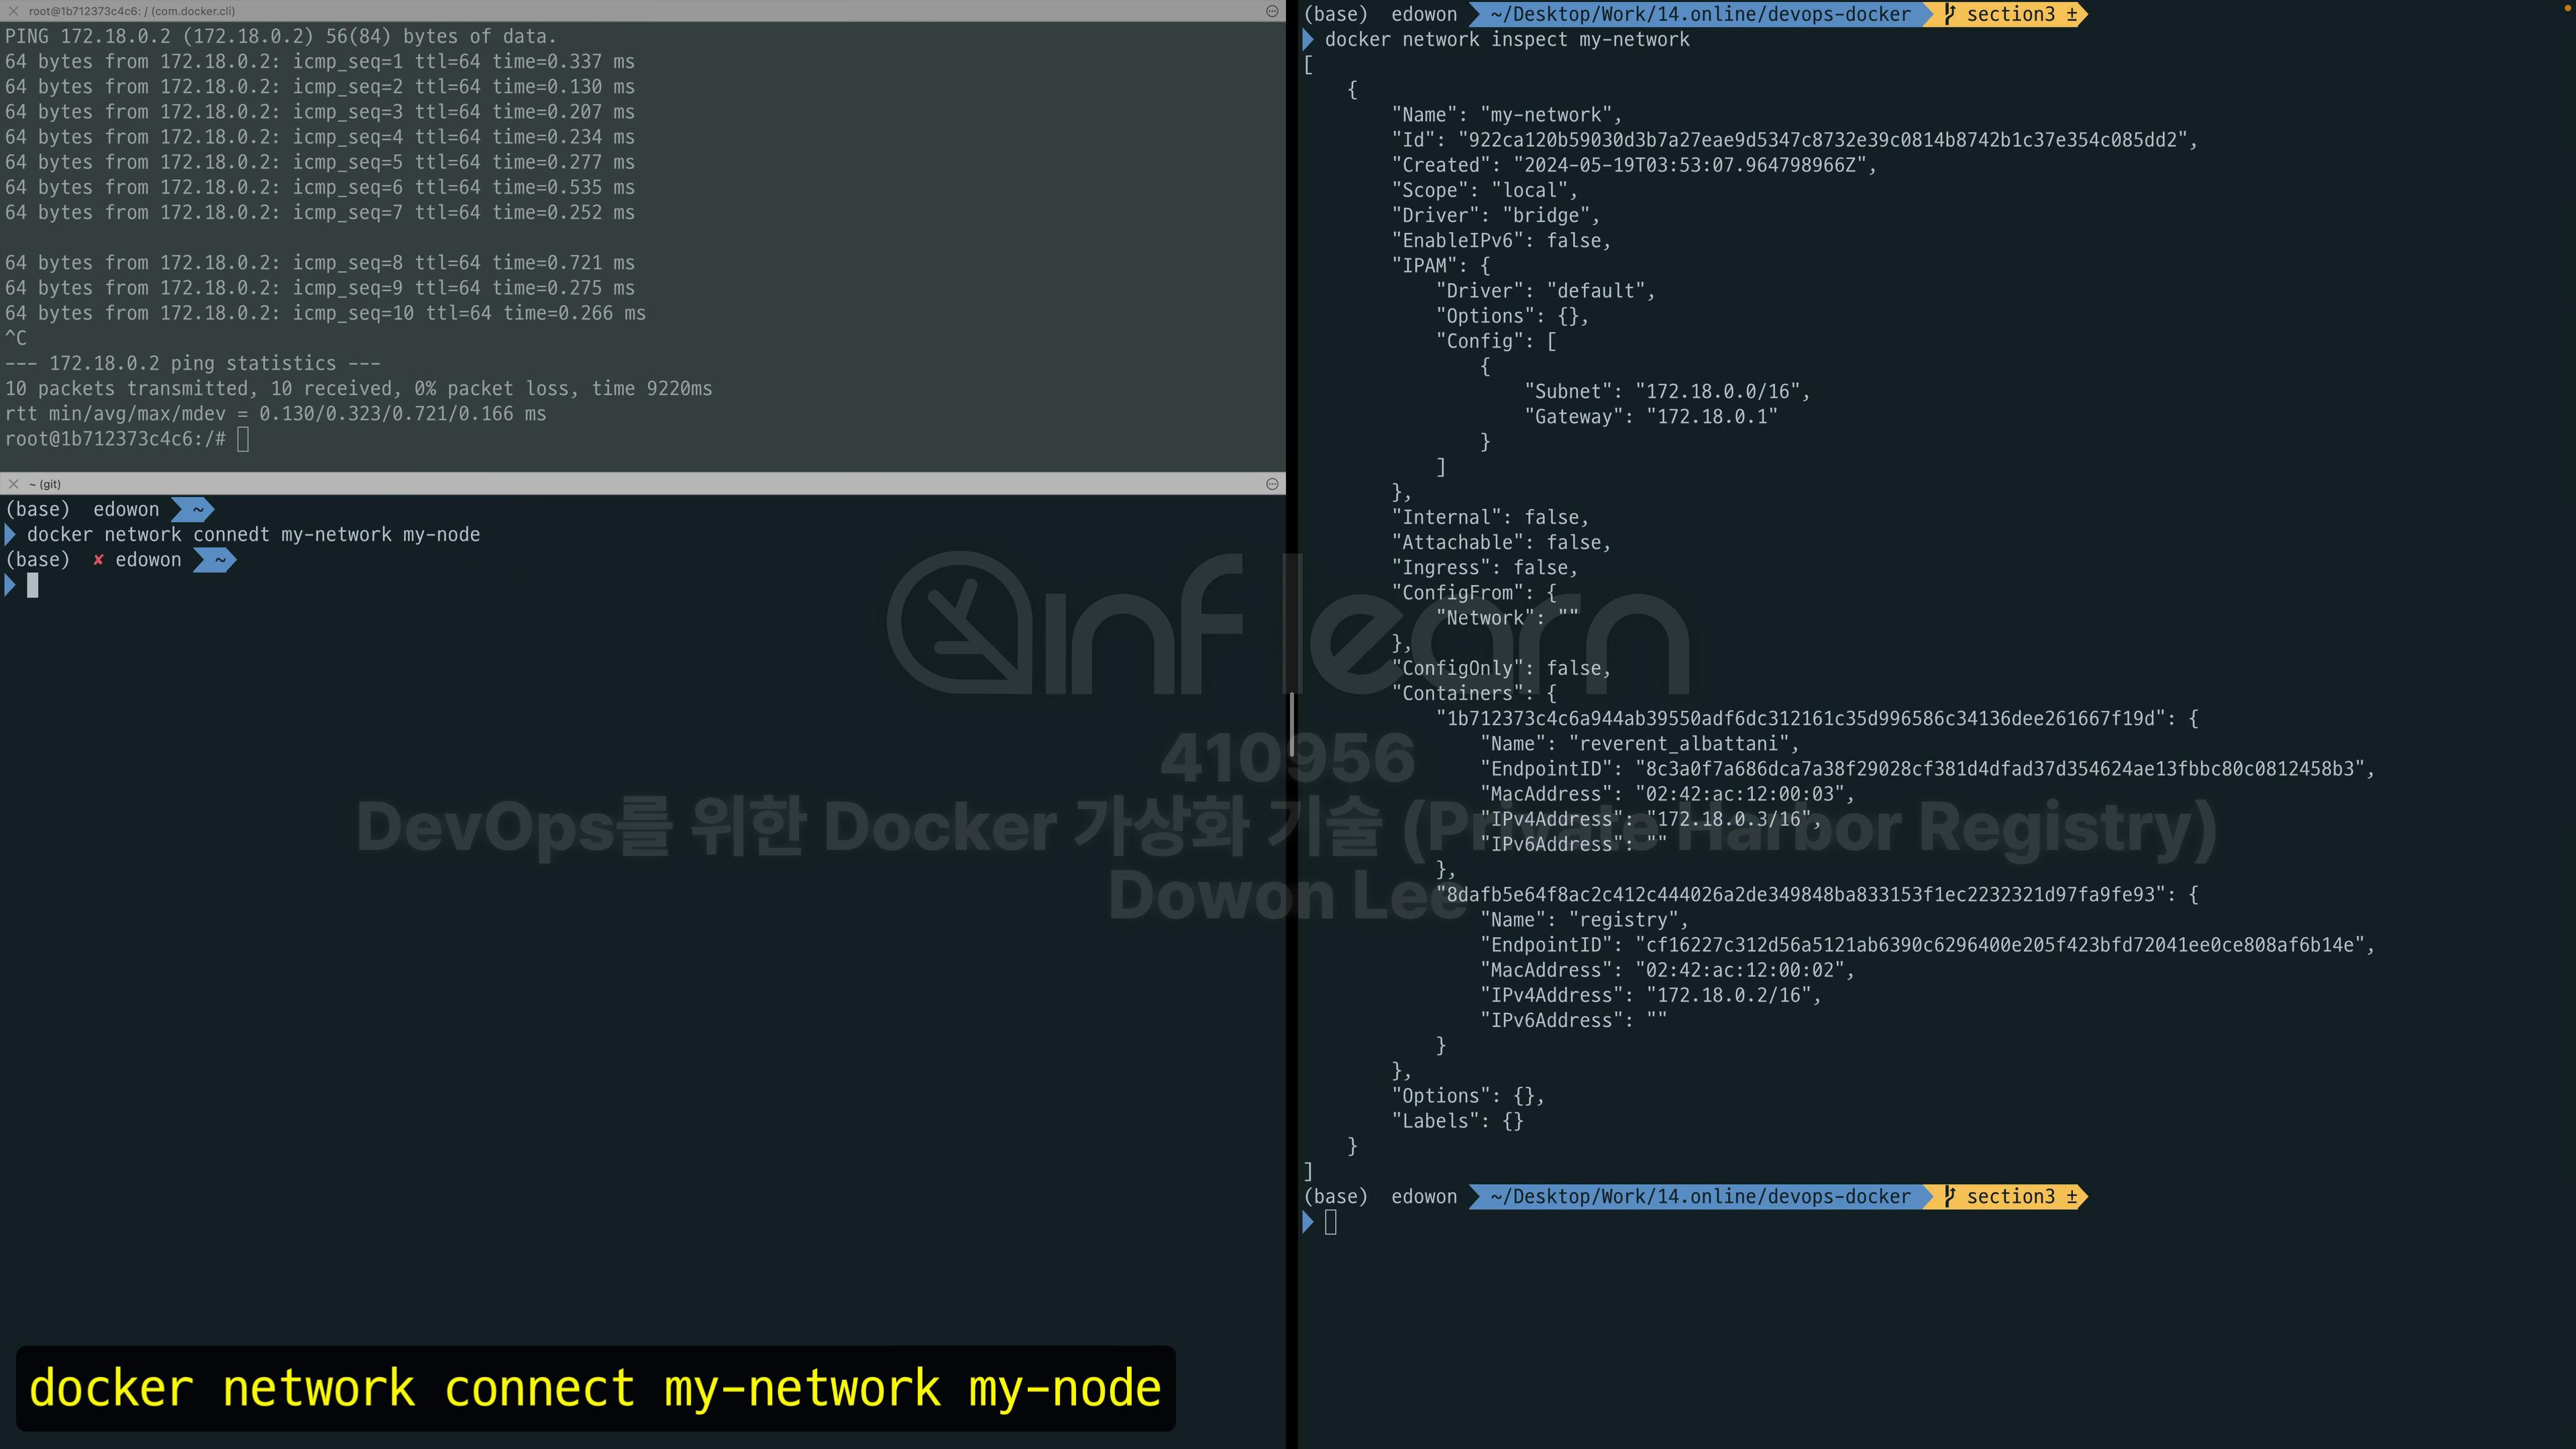 root@1b712373c4c6: / (com.docker.cli)
PING 172.18.0.2 (172.18.0.2) 56(84) bytes of data.
64 bytes from 172.18.0.2: icmp_seq=1 ttl=64 time=0.337 ms
64 bytes from 172.18.0.2: icmp_seq=2 ttl=64 time=0.130 ms
64 bytes from 172.18.0.2: icmp_seq=3 ttl=64 time=0.207 ms
64 bytes from 172.18.0.2: icmp_seq=4 ttl=64 time=0.234 ms
64 bytes from 172.18.0.2: icmp_seq=5 ttl=64 time=0.277 ms
64 bytes from 172.18.0.2: icmp_seq=6 ttl=64 time=0.535 ms
64 bytes from 172.18.0.2: icmp_seq=7 ttl=64 time=0.252 ms
64 bytes from 172.18.0.2: icmp_seq=8 ttl=64 time=0.721 ms
64 bytes from 172.18.0.2: icmp_seq=9 ttl=64 time=0.275 ms
64 bytes from 172.18.0.2: icmp_seq=10 ttl=64 time=0.266 ms
^C
--- 172.18.0.2 ping statistics ---
10 packets transmitted, 10 received, 0% packet loss, time 9220ms
rtt min/avg/max/mdev = 0.130/0.323/0.721/0.166 ms
root@1b712373c4c6:/#
~ (git)
(base) edowon ~
docker network connedt my-network my-node
(base) ✘ edowon ~
docker network connect my-network my-node
(base) edowon ~/Desktop/Work/14.online/devops-docker section3 ±
docker network inspect my-network
[
{
"Name": "my-network",
"Id": "922ca120b59030d3b7a27eae9d5347c8732e39c0814b8742b1c37e354c085dd2",
"Created": "2024-05-19T03:53:07.964798966Z",
"Scope": "local",
"Driver": "bridge",
"EnableIPv6": false,
"IPAM": {
"Driver": "default",
"Options": {},
"Config": [
{
"Subnet": "172.18.0.0/16",
"Gateway": "172.18.0.1"
}
]
},
"Internal": false,
"Attachable": false,
"Ingress": false,
"ConfigFrom": {
"Network": ""
},
"ConfigOnly": false,
"Containers": {
"1b712373c4c6a944ab39550adf6dc312161c35d996586c34136dee261667f19d": {
"Name": "reverent_albattani",
"EndpointID": "8c3a0f7a686dca7a38f29028cf381d4dfad37d354624ae13fbbc80c0812458b3",
"MacAddress": "02:42:ac:12:00:03",
"IPv4Address": "172.18.0.3/16",
"IPv6Address": ""
},
"8dafb5e64f8ac2c412c444026a2de349848ba833153f1ec2232321d97fa9fe93": {
"Name": "registry",
"EndpointID": "cf16227c312d56a5121ab6390c6296400e205f423bfd72041ee0ce808af6b14e",
"MacAddress": "02:42:ac:12:00:02",
"IPv4Address": "172.18.0.2/16",
"IPv6Address": ""
}
},
"Options": {},
"Labels": {}
}
]
(base) edowon ~/Desktop/Work/14.online/devops-docker section3 ±
inflearn
410956
DevOps를 위한 Docker 가상화 기술 (Private Harbor Registry)
Dowon Lee